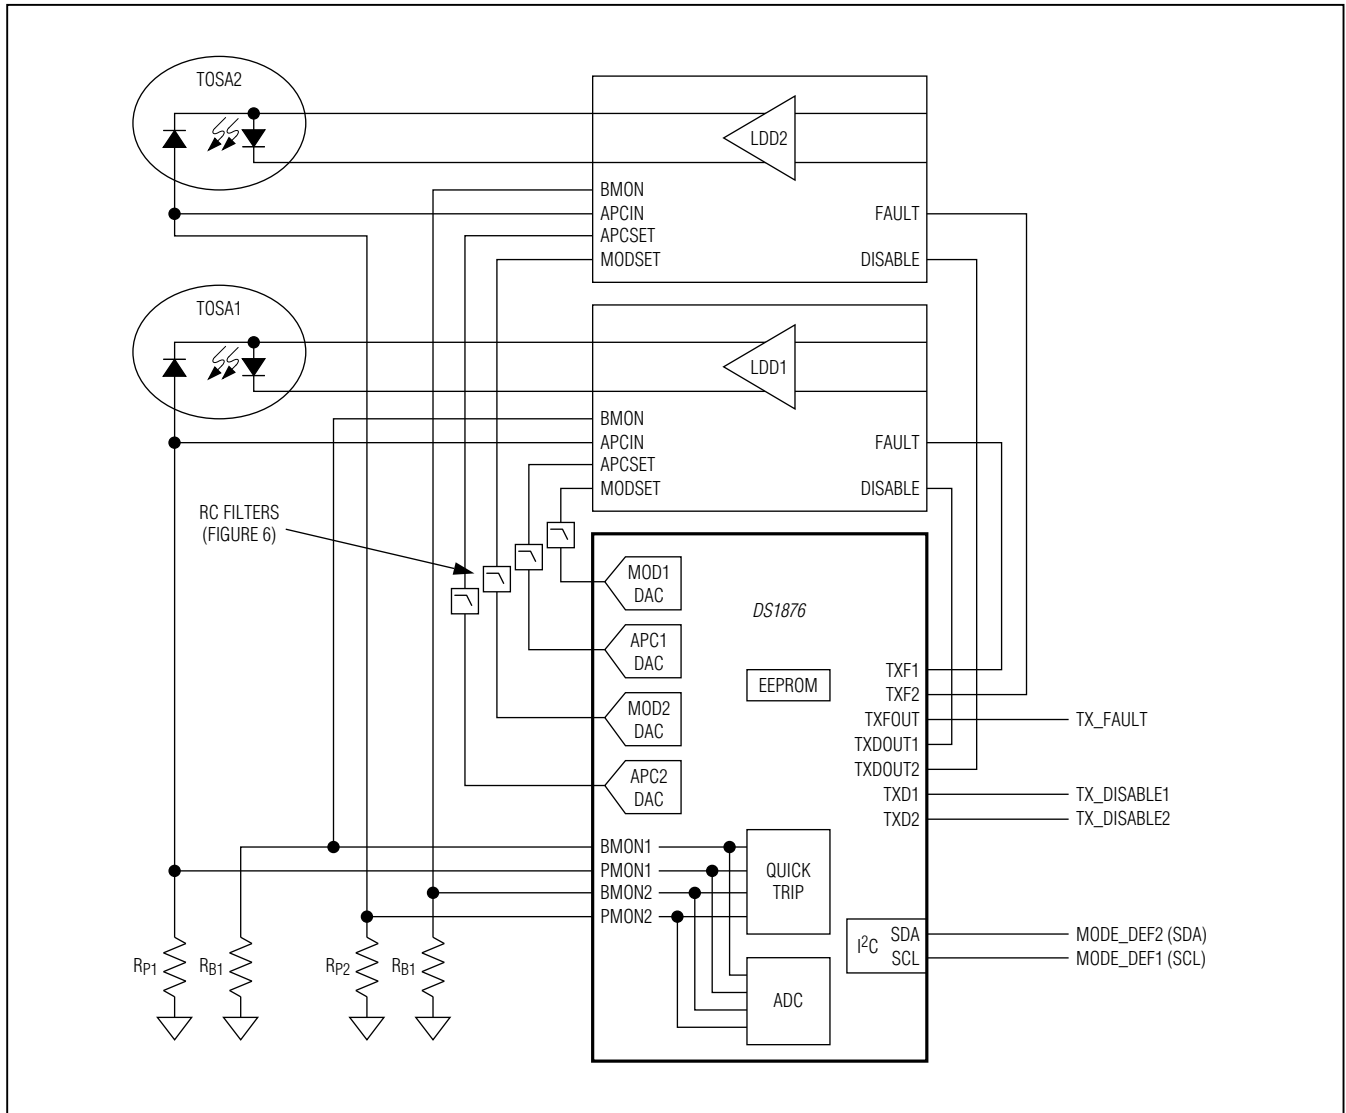 TOSA2
LDD2
BMON
APCIN
APCSET
MODSET
FAULT
DISABLE
TOSA1
LDD1
BMON
APCIN
APCSET
MODSET
FAULT
DISABLE
RC FILTERS
(FIGURE 6)
MOD1
DAC
APC1
DAC
MOD2
DAC
APC2
DAC
DS1876
EEPROM
TXF1
TXF2
TXFOUT
TXDOUT1
TXDOUT2
TXD1
TXD2
TX_FAULT
TX_DISABLE1
TX_DISABLE2
BMON1
PMON1
BMON2
PMON2
QUICK
TRIP
ADC
I2C
SDA
SCL
MODE_DEF2 (SDA)
MODE_DEF1 (SCL)
RP1
RB1
RP2
RB1